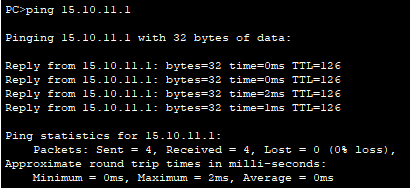 PC>ping 15.10.11.1
Pinging 15.10.11.1 with 32 bytes of data:
Reply from 15.10.11.1: bytes=32 time=0ms TTL=126
Reply from 15.10.11.1: bytes=32 time=0ms TTL=126
Reply from 15.10.11.1: bytes=32 time=2ms TTL=126
Reply from 15.10.11.1: bytes=32 time=1ms TTL=126
Ping statistics for 15.10.11.1:
Packets: Sent = 4, Received = 4, Lost = 0 (0% loss),
Approximate round trip times in milli-seconds:
Minimum = 0ms, Maximum = 2ms, Average = 0ms